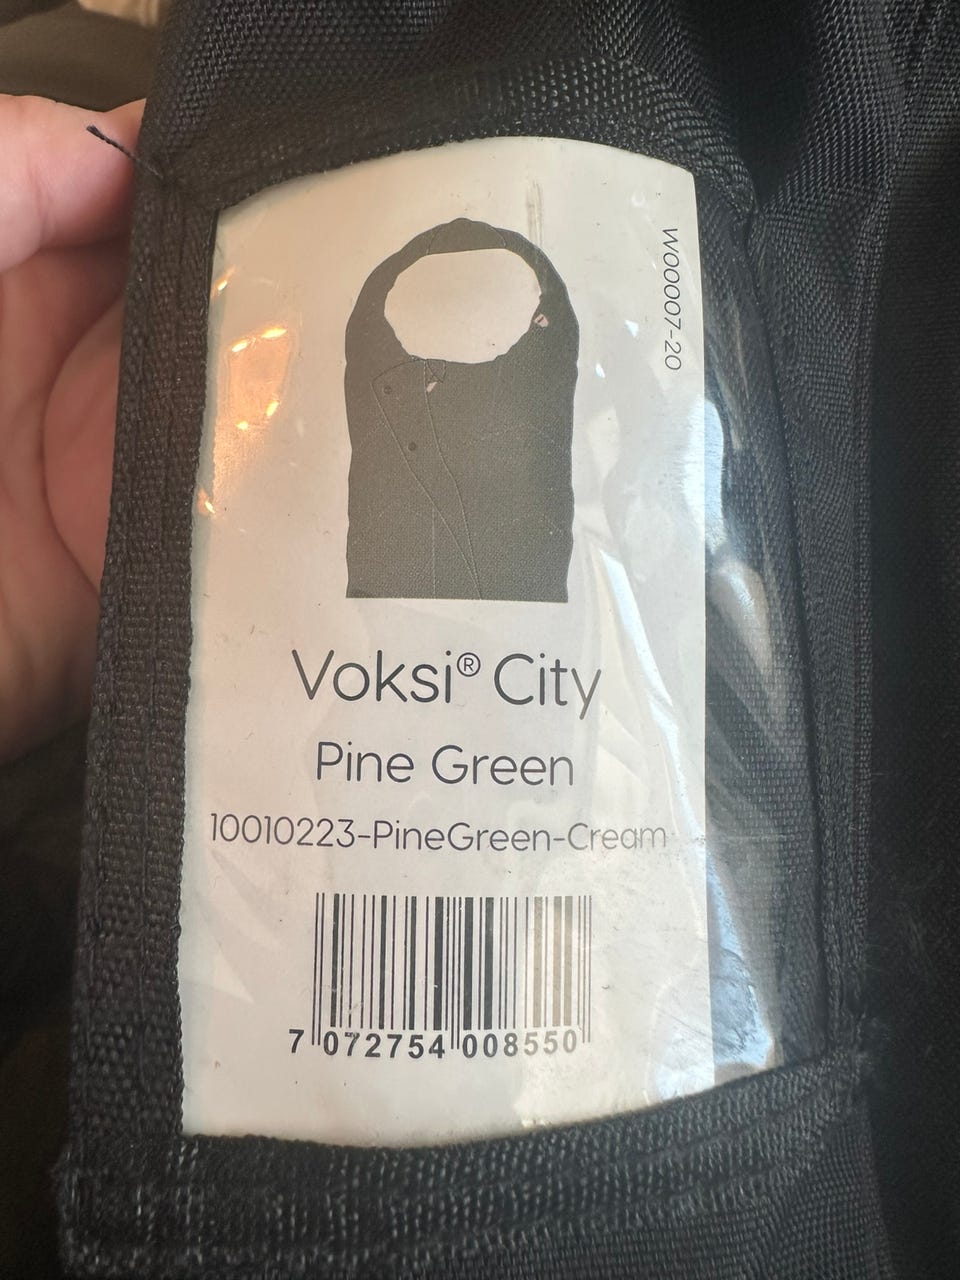 W00007-20
Voksi® City
Pine Green
10010223-PineGreen-Cream
7 072754 008550